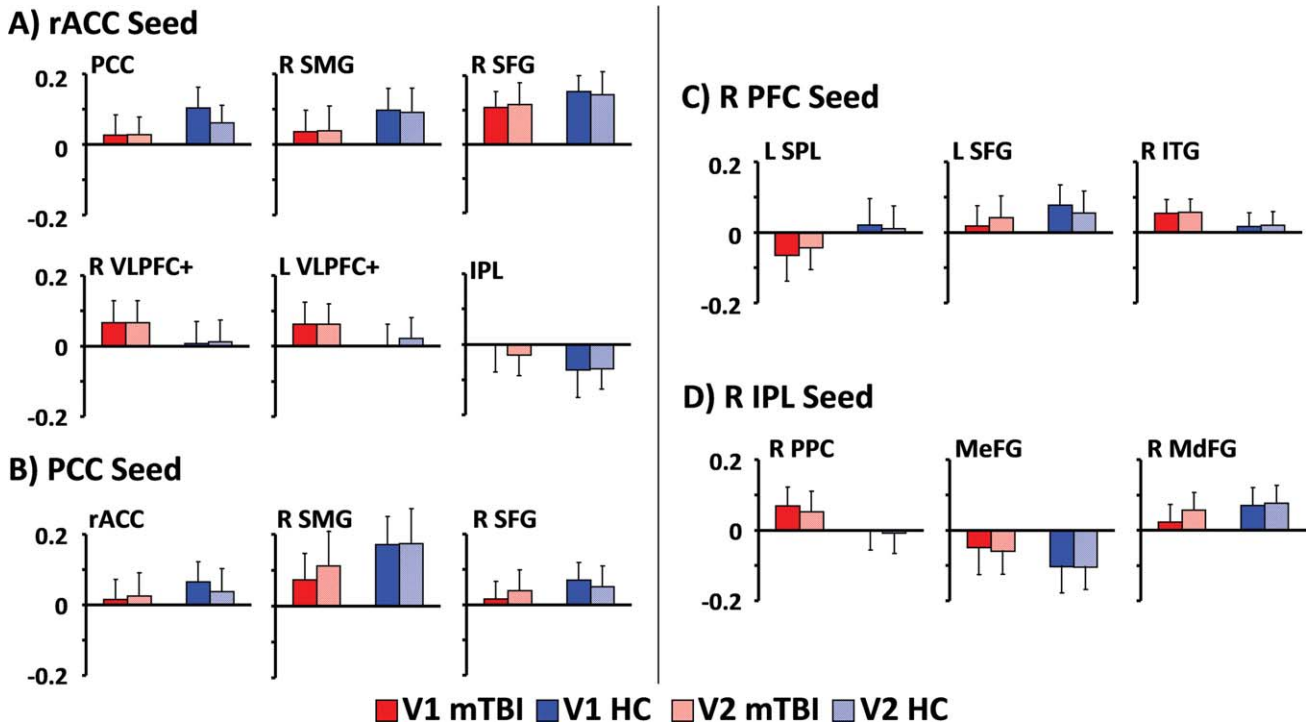 A) rACC Seed
PCC
R SMG
R SFG
0.2
0
-0.2
R VLPFC+
L VLPFC+
IPL
0.2
0
-0.2
B) PCC Seed
rACC
R SMG
R SFG
0.2
0
-0.2
C) R PFC Seed
L SPL
L SFG
R ITG
0.2
0
-0.2
D) R IPL Seed
R PPC
MeFG
R MdFG
0.2
0
-0.2
V1 mTBI V1 HC V2 mTBI V2 HC